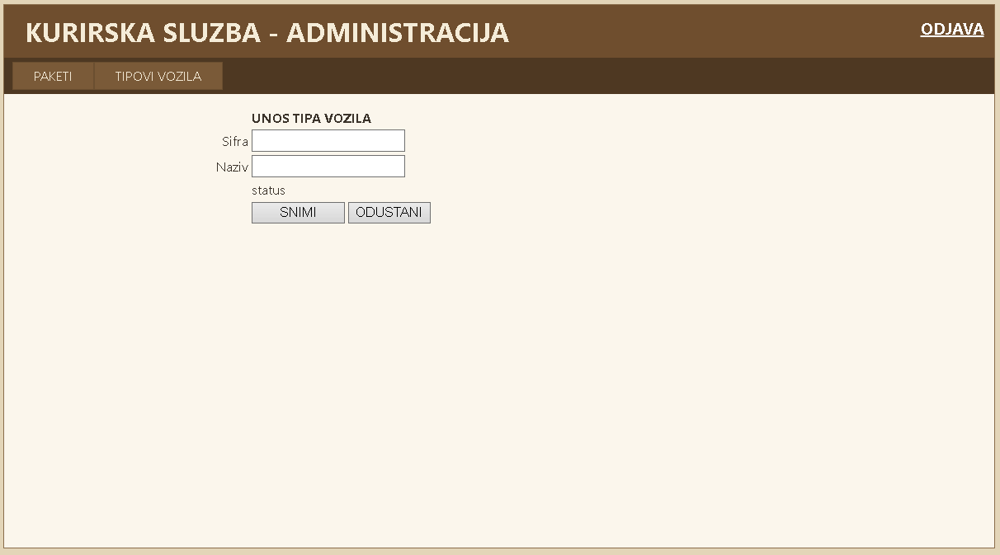 KURIRSKA SLUZBA - ADMINISTRACIJA
ODJAVA
PAKETI
TIPOVI VOZILA
UNOS TIPA VOZILA
Sifra
Naziv
status
SNIMI
ODUSTANI